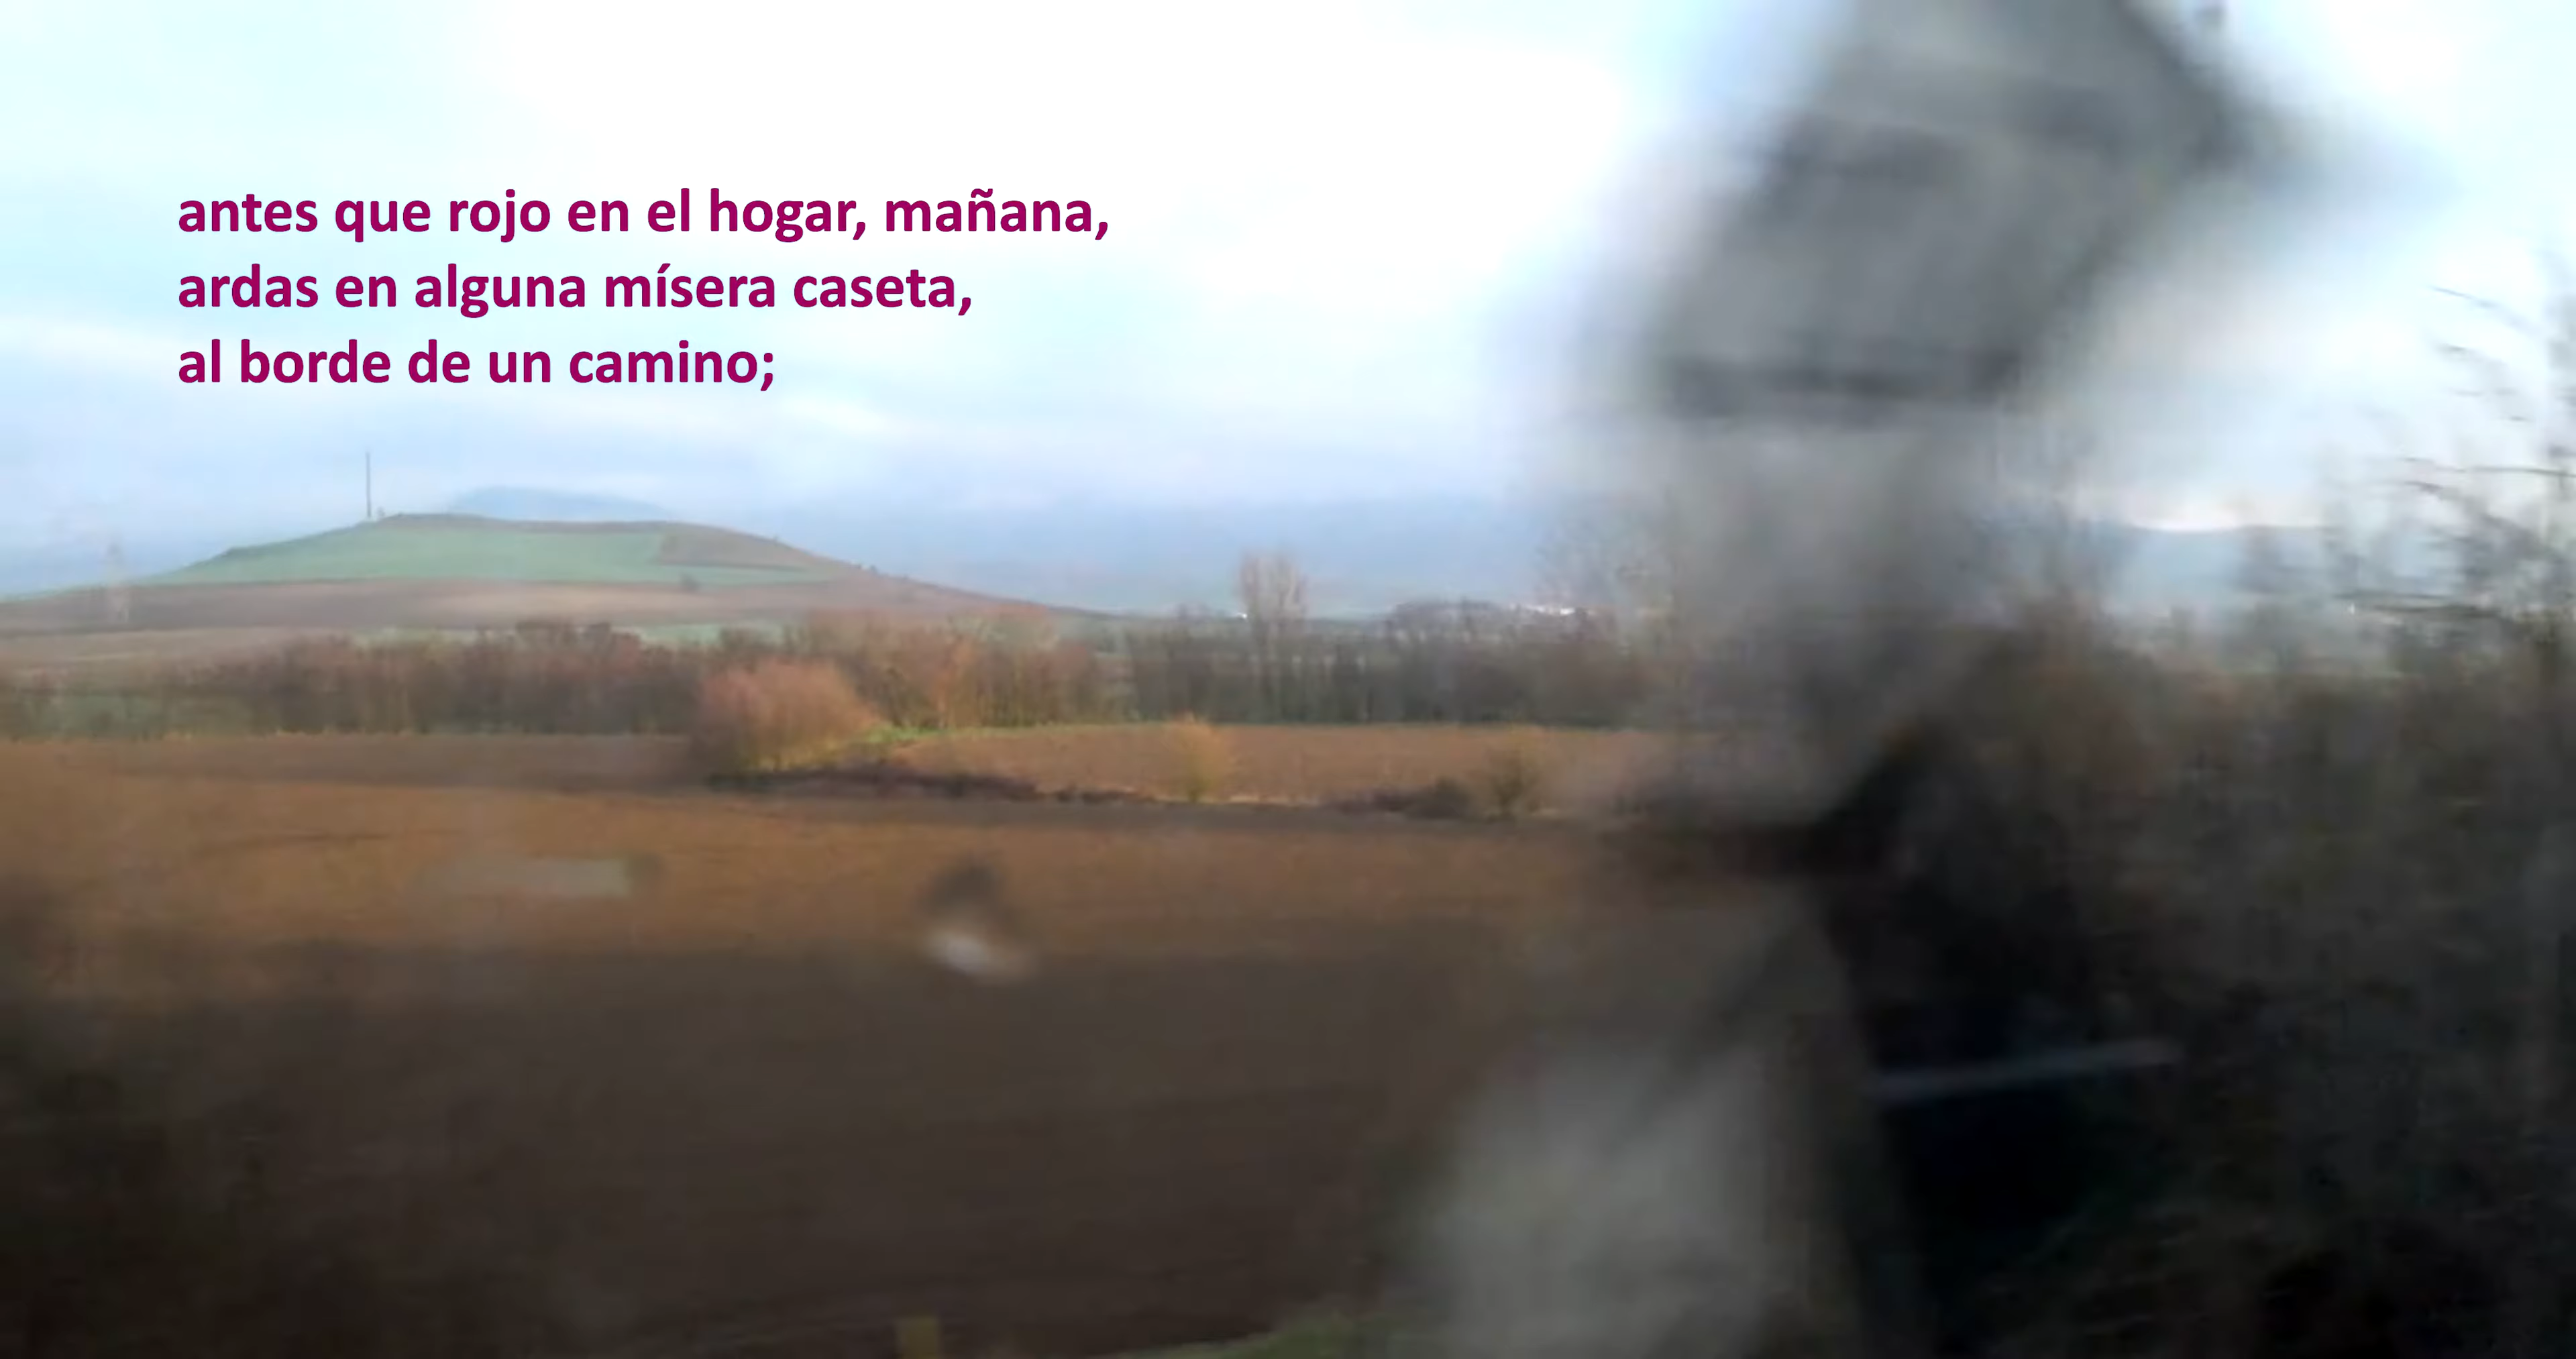 antes que rojo en el hogar, mañana,
ardas en alguna mísera caseta,
al borde de un camino;